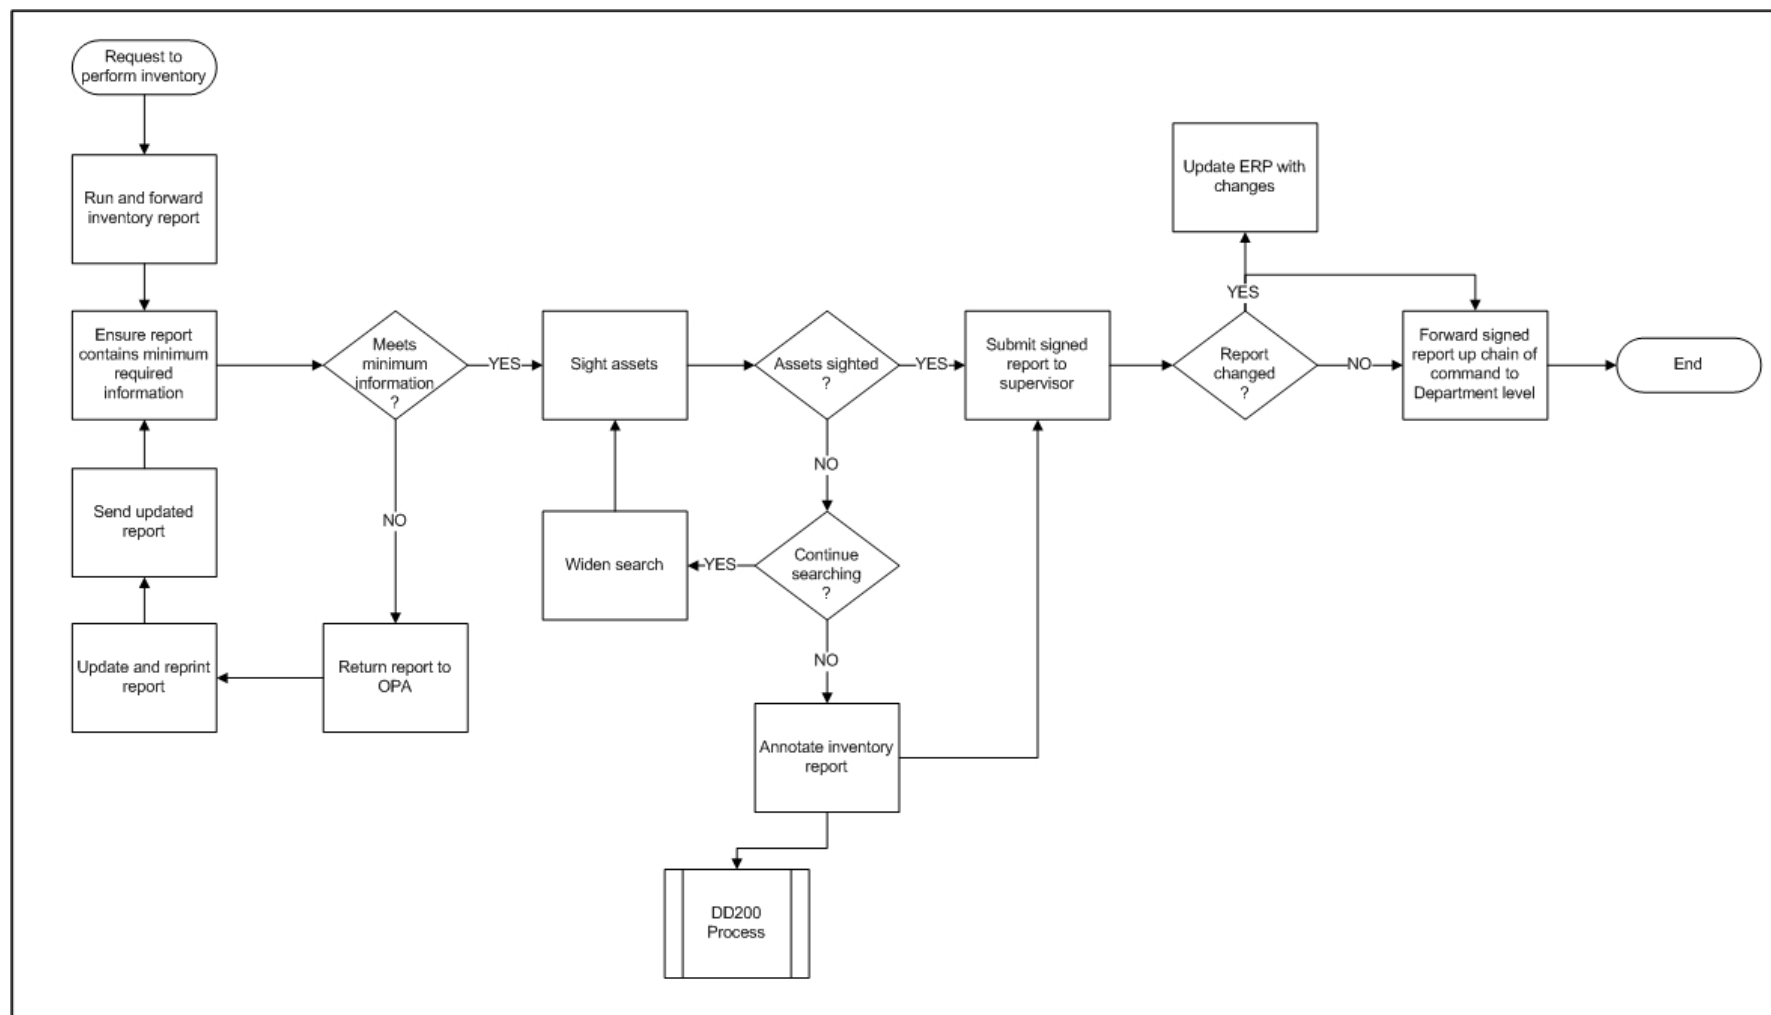 Request to
perform inventory
Run and forward
inventory report
Ensure report
contains minimum
required
information
Meets
minimum
information
?
YES
NO
Return report to
OPA
Update and reprint
report
Send updated
report
Sight assets
Assets sighted
?
YES
NO
Continue
searching
?
YES
Widen search
NO
Annotate inventory
report
DD200
Process
Submit signed
report to
supervisor
Report
changed
?
YES
Update ERP with
changes
NO
Forward signed
report up chain of
command to
Department level
End